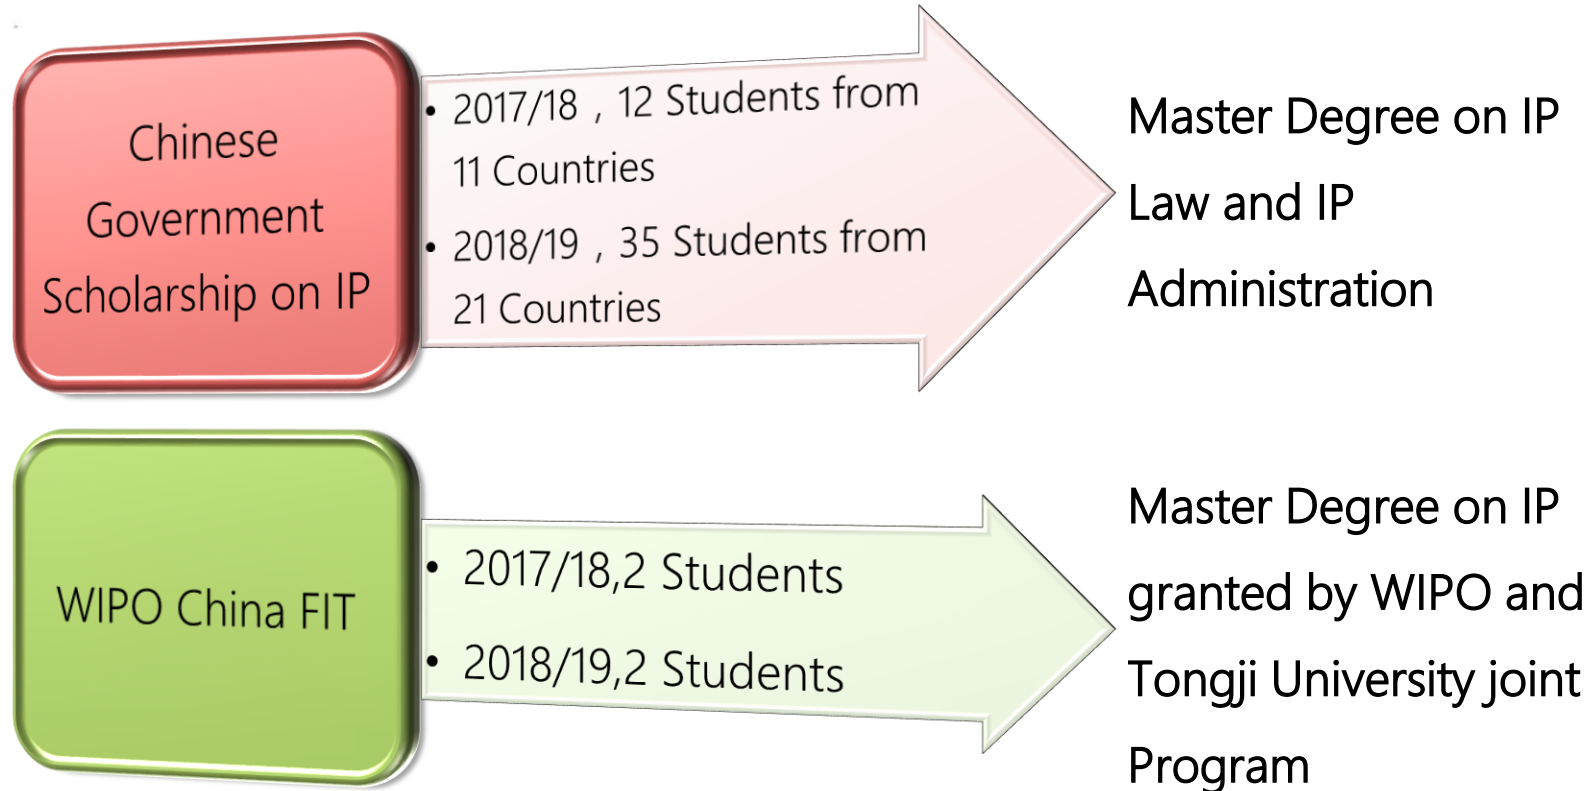 Chinese
Government
Scholarship on IP
• 2017/18 , 12 Students from
11 Countries
• 2018/19 , 35 Students from
21 Countries
Master Degree on IP
Law and IP
Administration
WIPO China FIT
• 2017/18,2 Students
• 2018/19,2 Students
Master Degree on IP
granted by WIPO and
Tongji University joint
Program